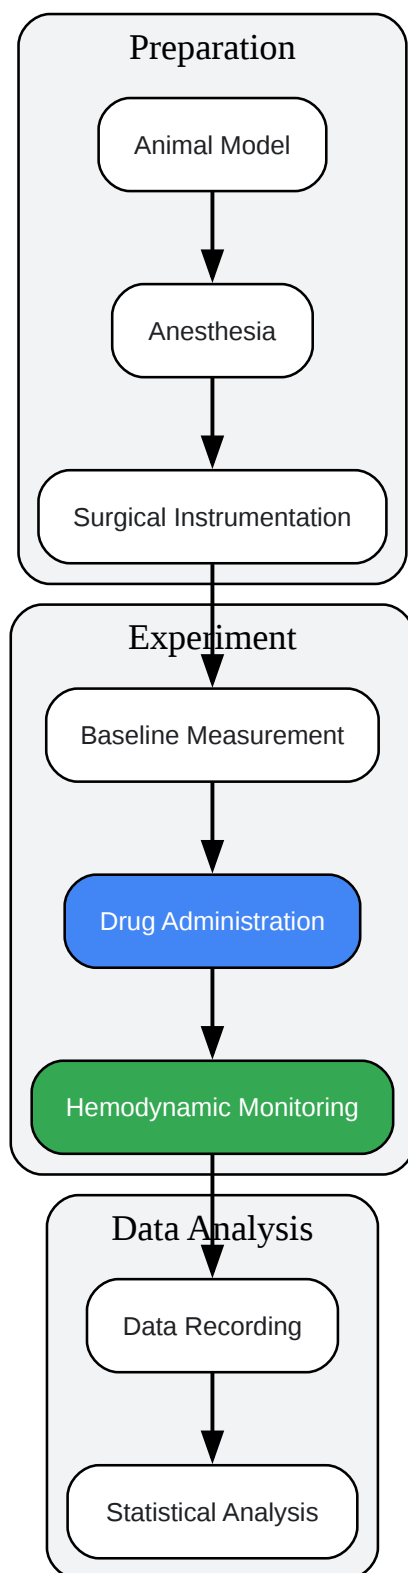 Preparation
Animal Model
Anesthesia
Surgical Instrumentation
Experiment
Baseline Measurement
Drug Administration
Hemodynamic Monitoring
Data Analysis
Data Recording
Statistical Analysis